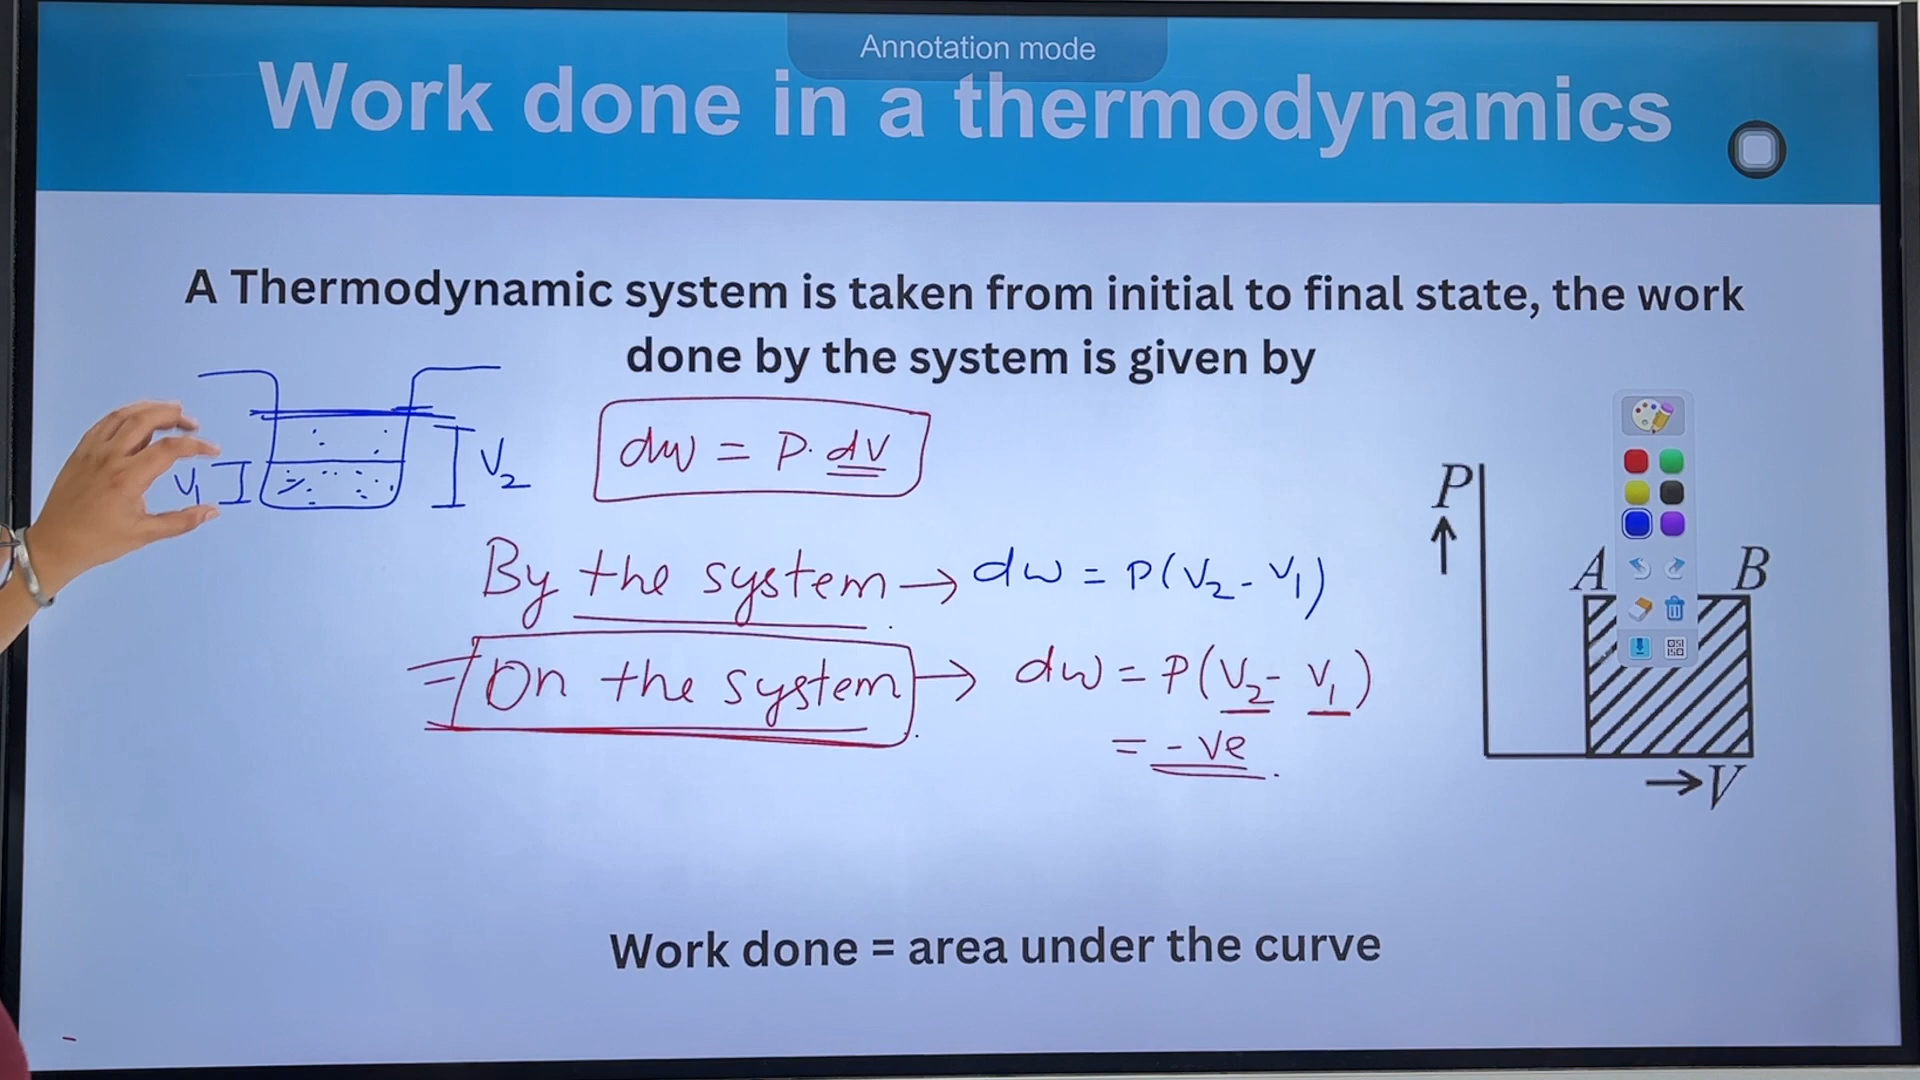 Annotation mode
Work done in a thermodynamics
A Thermodynamic system is taken from initial to final state, the work
done by the system is given by
V1
V2
dw = P. dV
By the system → dw = P(V2 - V1)
On the system → dw = P(V2 - V1)
= -ve
P
↑
A
B
→V
Work done = area under the curve